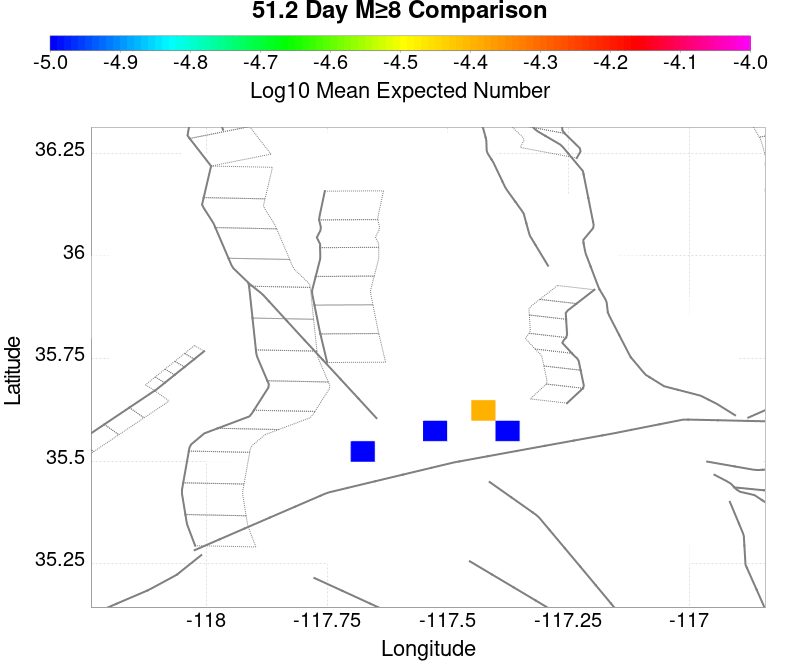 51.2 Day M≥8 Comparison
-5.0 -4.9 -4.8 -4.7 -4.6 -4.5 -4.4 -4.3 -4.2 -4.1 -4.0
Log10 Mean Expected Number
36.25
36
35.75
35.5
35.25
Latitude
-118 -117.75 -117.5 -117.25 -117
Longitude